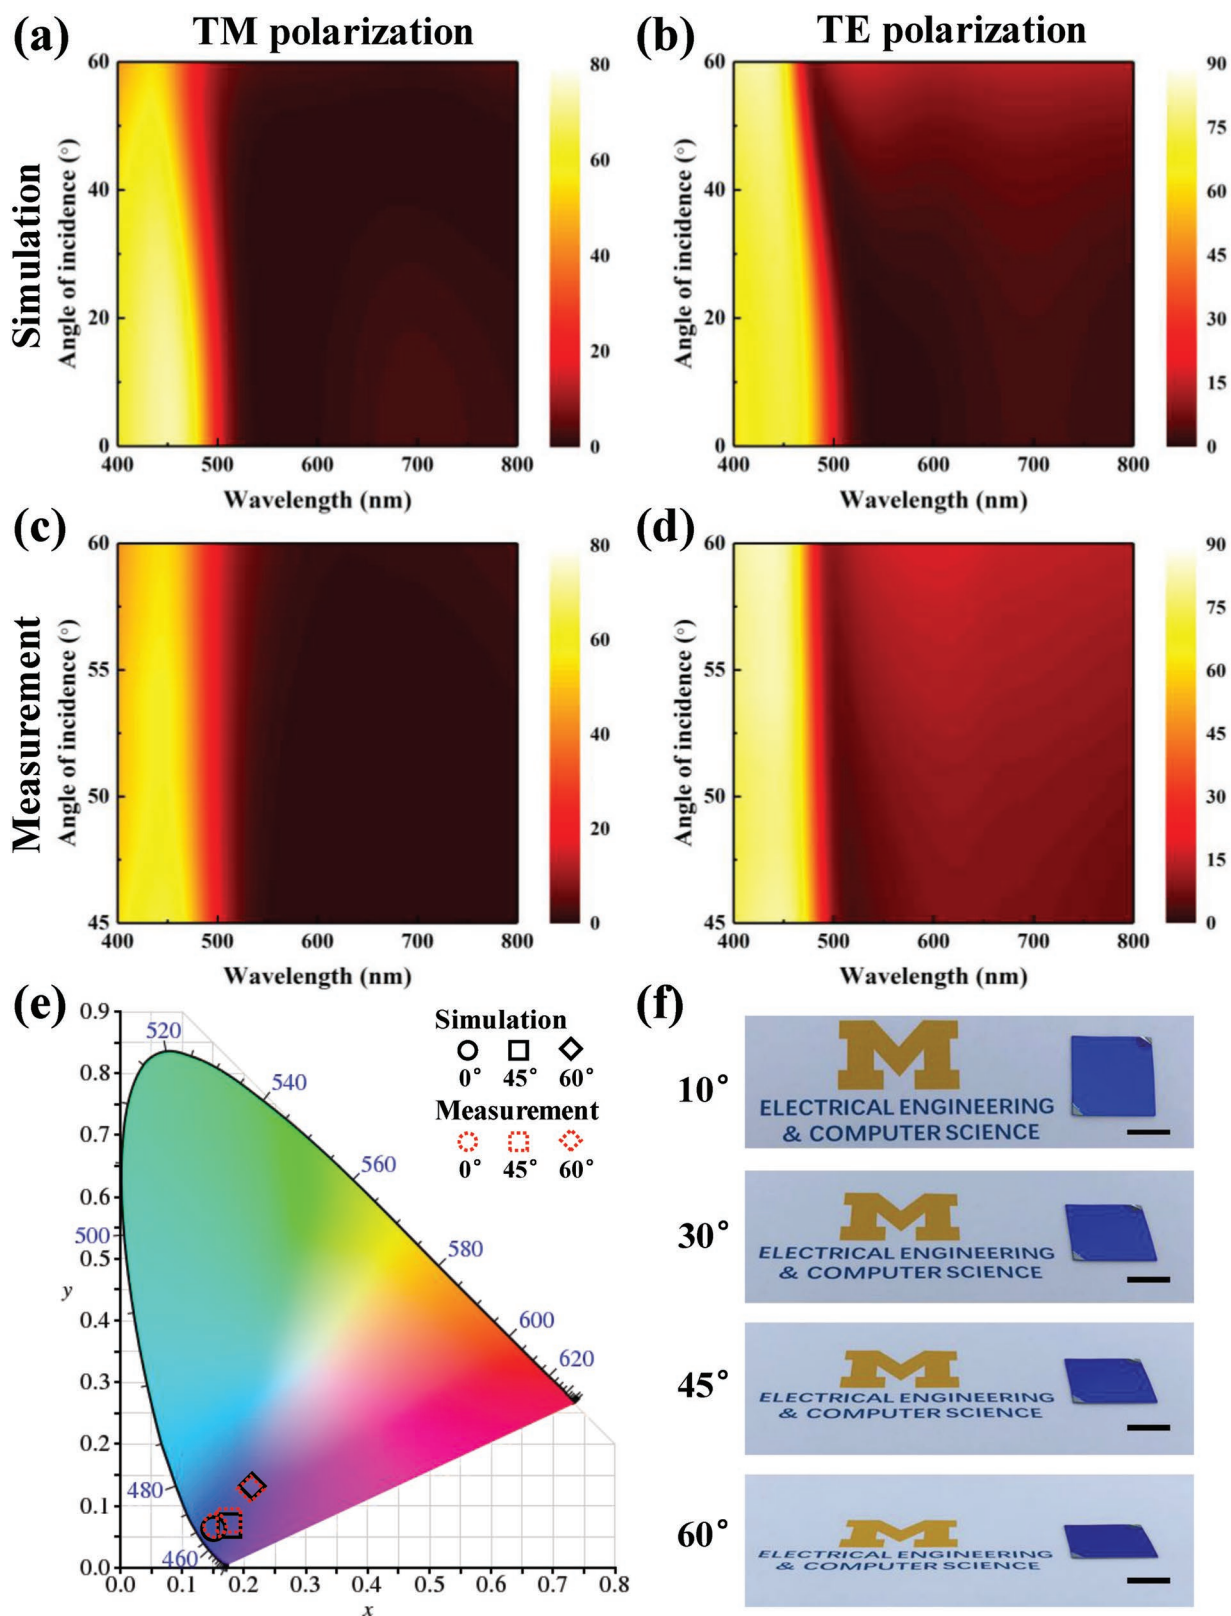 (a) TM polarization
(b) TE polarization
Simulation
Angle of incidence (°)
60
40
20
0
400 500 600 700 800
Wavelength (nm)
80
60
40
20
0
Angle of incidence (°)
60
40
20
0
400 500 600 700 800
Wavelength (nm)
90
75
60
45
30
15
0
Measurement
(c)
Angle of incidence (°)
60
55
50
45
400 500 600 700 800
Wavelength (nm)
80
60
40
20
0
(d)
Angle of incidence (°)
60
55
50
45
400 500 600 700 800
Wavelength (nm)
90
75
60
45
30
15
0
(e)
y
0.9
0.8
0.7
0.6
0.5
0.4
0.3
0.2
0.1
0.0
0.0 0.1 0.2 0.3 0.4 0.5 0.6 0.7 0.8
x
520
540
560
580
600
620
500
480
460
Simulation
0° 45° 60°
Measurement
0° 45° 60°
(f)
10°
M
ELECTRICAL ENGINEERING
& COMPUTER SCIENCE
30°
M
ELECTRICAL ENGINEERING
& COMPUTER SCIENCE
45°
M
ELECTRICAL ENGINEERING
& COMPUTER SCIENCE
60°
M
ELECTRICAL ENGINEERING
& COMPUTER SCIENCE